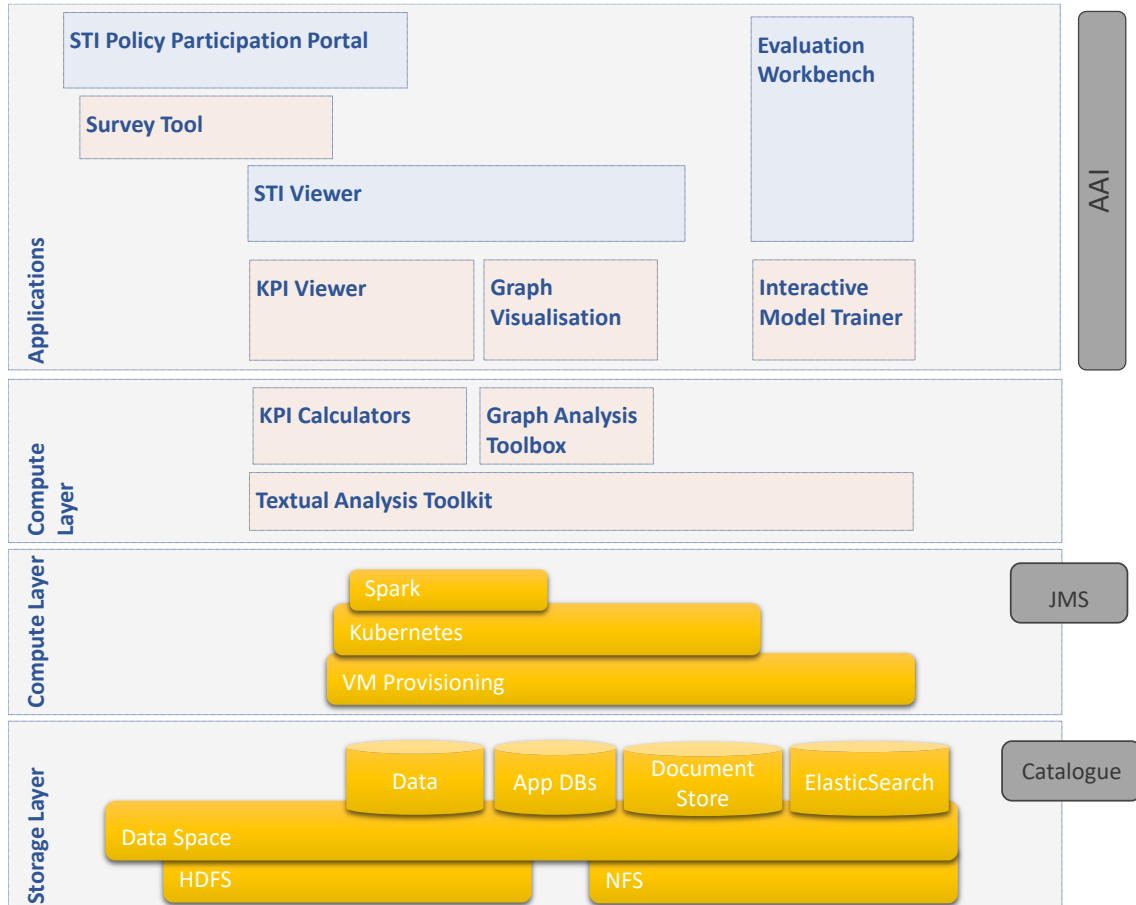 STI Policy Participation Portal
Evaluation
Workbench
Survey Tool
STI Viewer
KPI Viewer
Graph
Visualisation
Interactive
Model Trainer
Applications
AAI
KPI Calculators
Graph Analysis
Toolbox
Textual Analysis Toolkit
Compute
Layer
Spark
Kubernetes
VM Provisioning
Compute Layer
JMS
Data
App DBs
Document
Store
ElasticSearch
Data Space
HDFS
NFS
Storage Layer
Catalogue